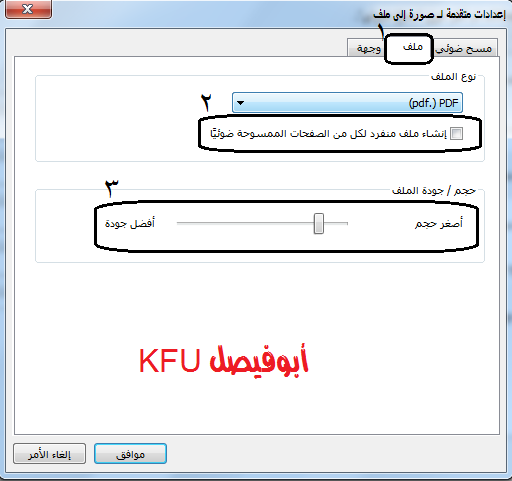 إعدادات متقدمة لـ صورة إلى ملف
١
مسح ضوئي
ملف
وجهة
نوع الملف
٢
PDF (.pdf)
إنشاء ملف منفرد لكل من الصفحات الممسوحة ضوئيًا
٣
حجم / جودة الملف
أصغر حجم
أفضل جودة
أبوفيصل KFU
موافق
إلغاء الأمر